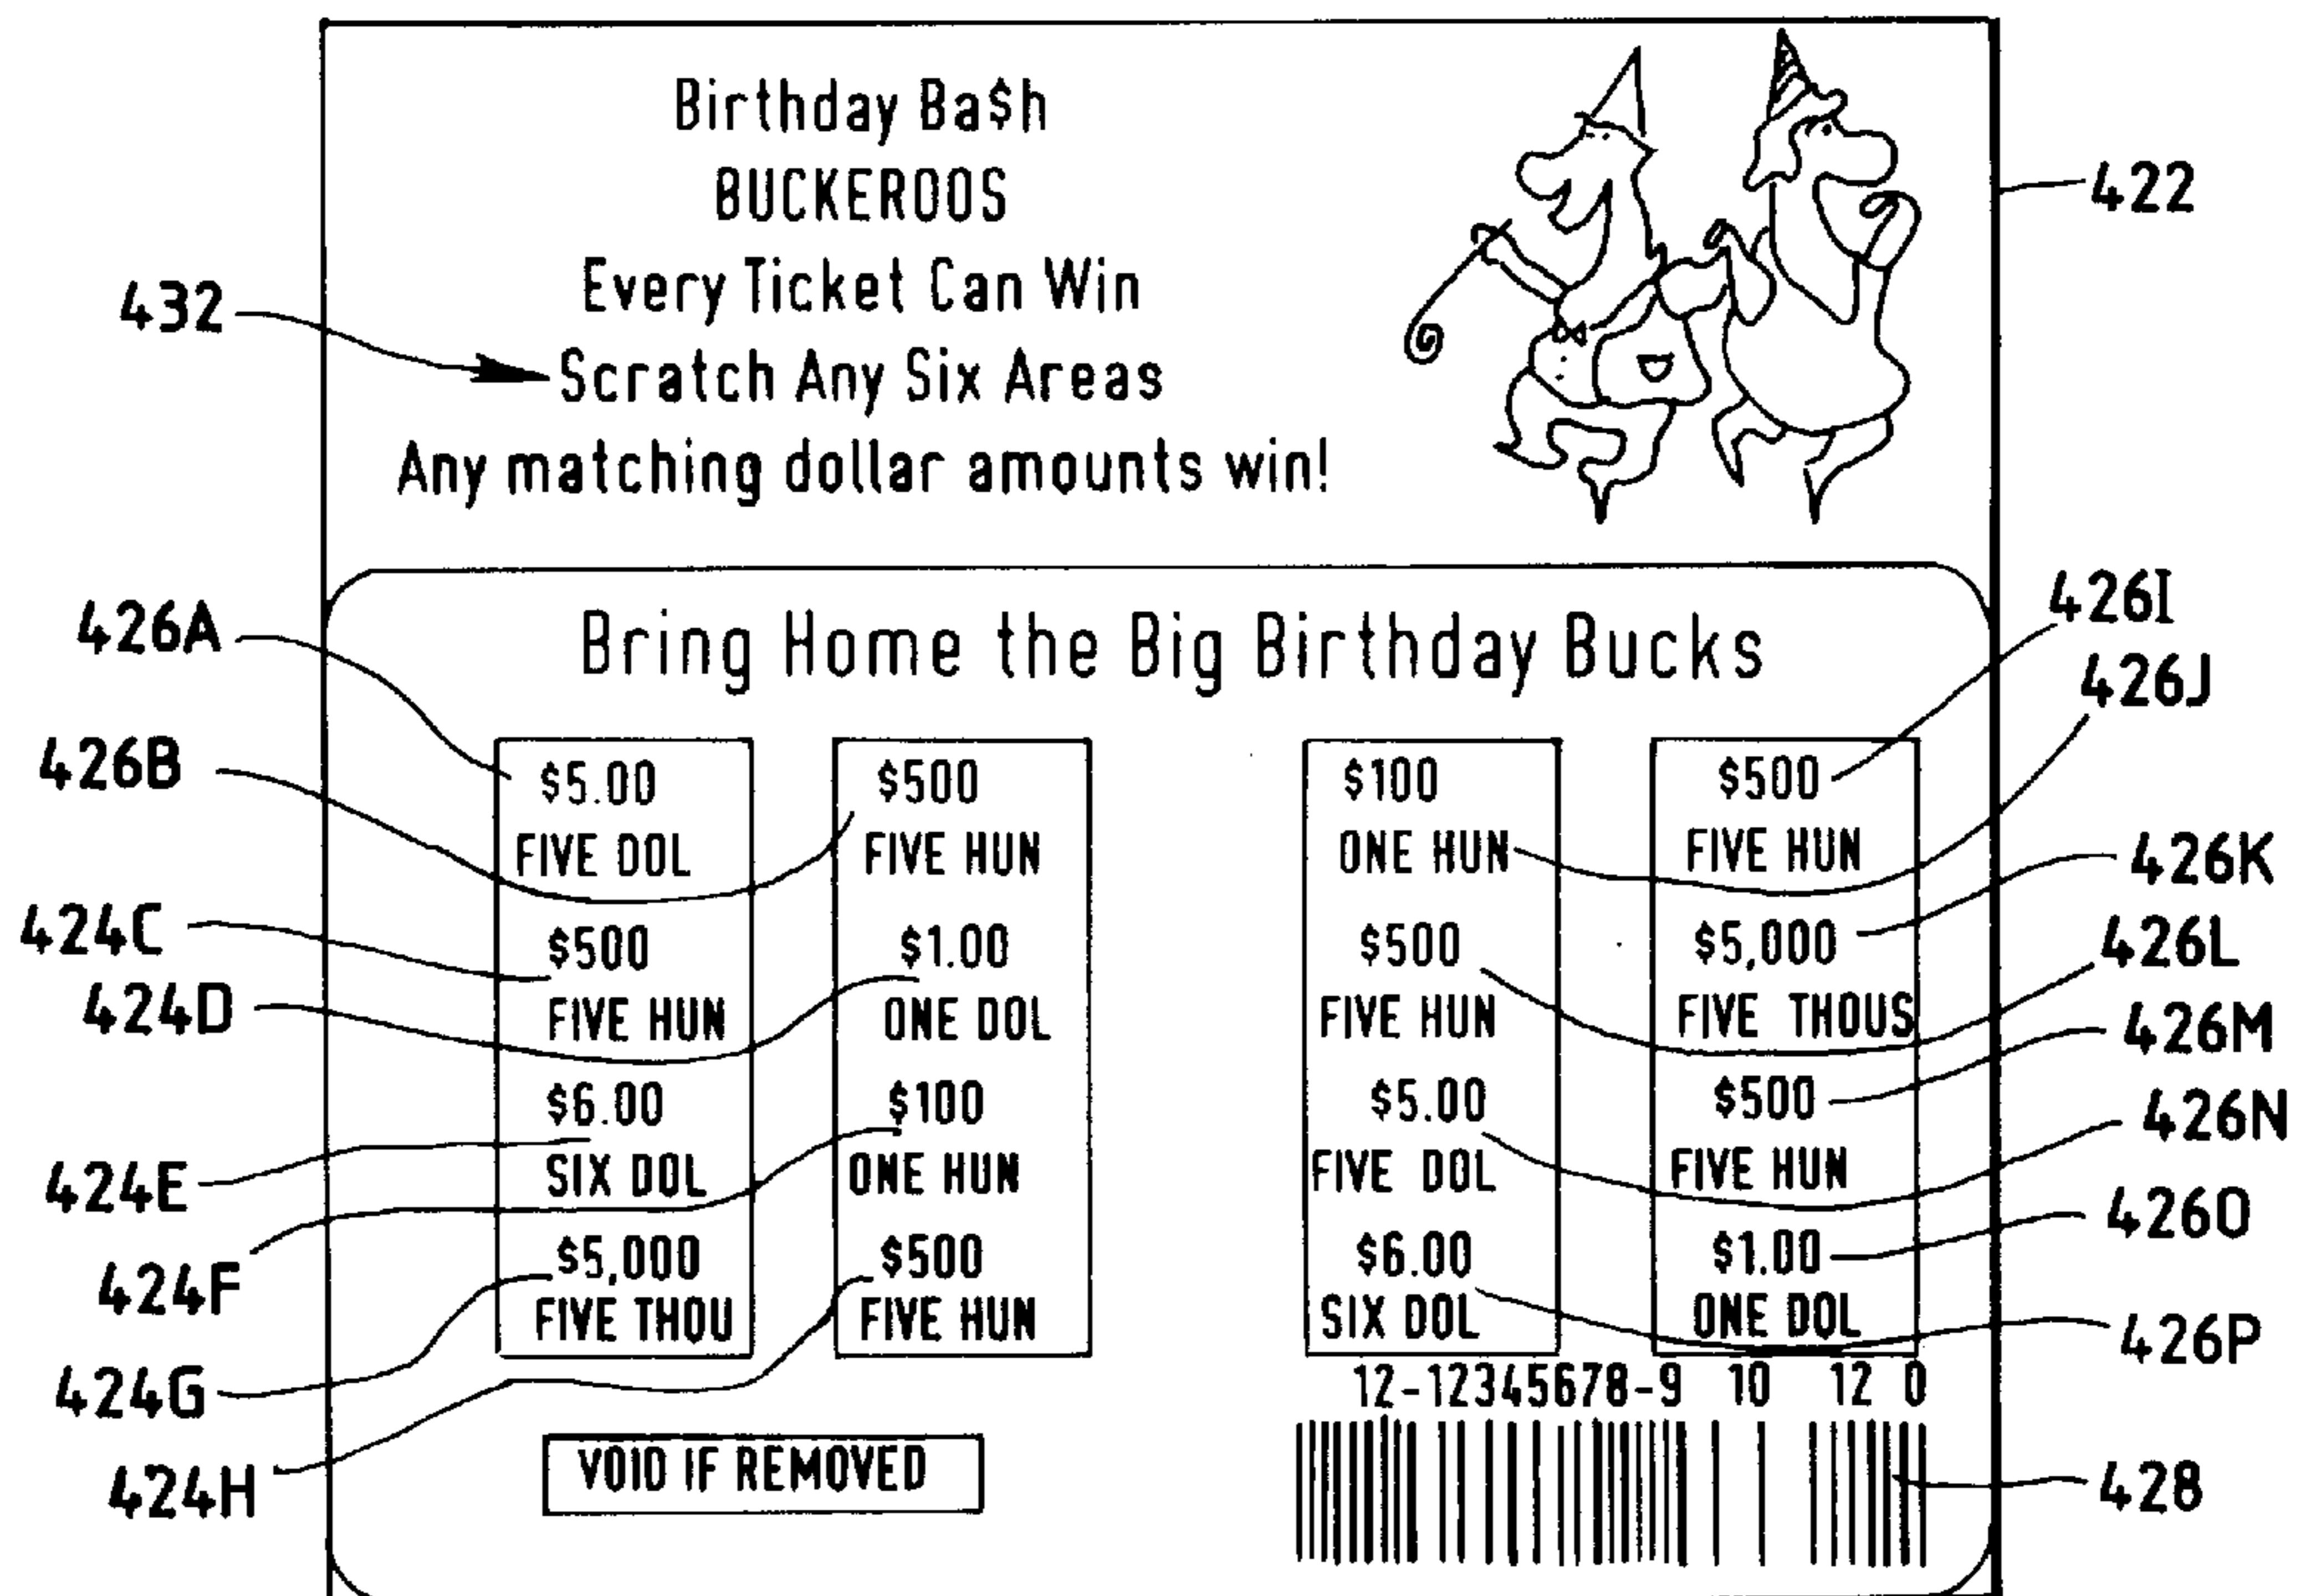 Birthday Ba$h
BUCKEROOS
422
Every Ticket Can Win
432
Scratch Any Six Areas
Any matching dollar amounts win!
426A
426I
Bring Home the Big Birthday Bucks
426J
426B
$5.00 $500 $100 $500
FIVE DOL FIVE HUN ONE HUN FIVE HUN
426K
424C
$500 $1.00 $500 $5,000
426L
424D
FIVE HUN ONE DOL FIVE HUN FIVE THOUS
426M
$6.00 $100 $5.00 $500
426N
424E
SIX DOL ONE HUN FIVE DOL FIVE HUN
426O
424F
$5,000 $500 $6.00 $1.00
FIVE THOU FIVE HUN SIX DOL ONE DOL
426P
424G
12-12345678-9 10 12 0
424H
VOID IF REMOVED
428